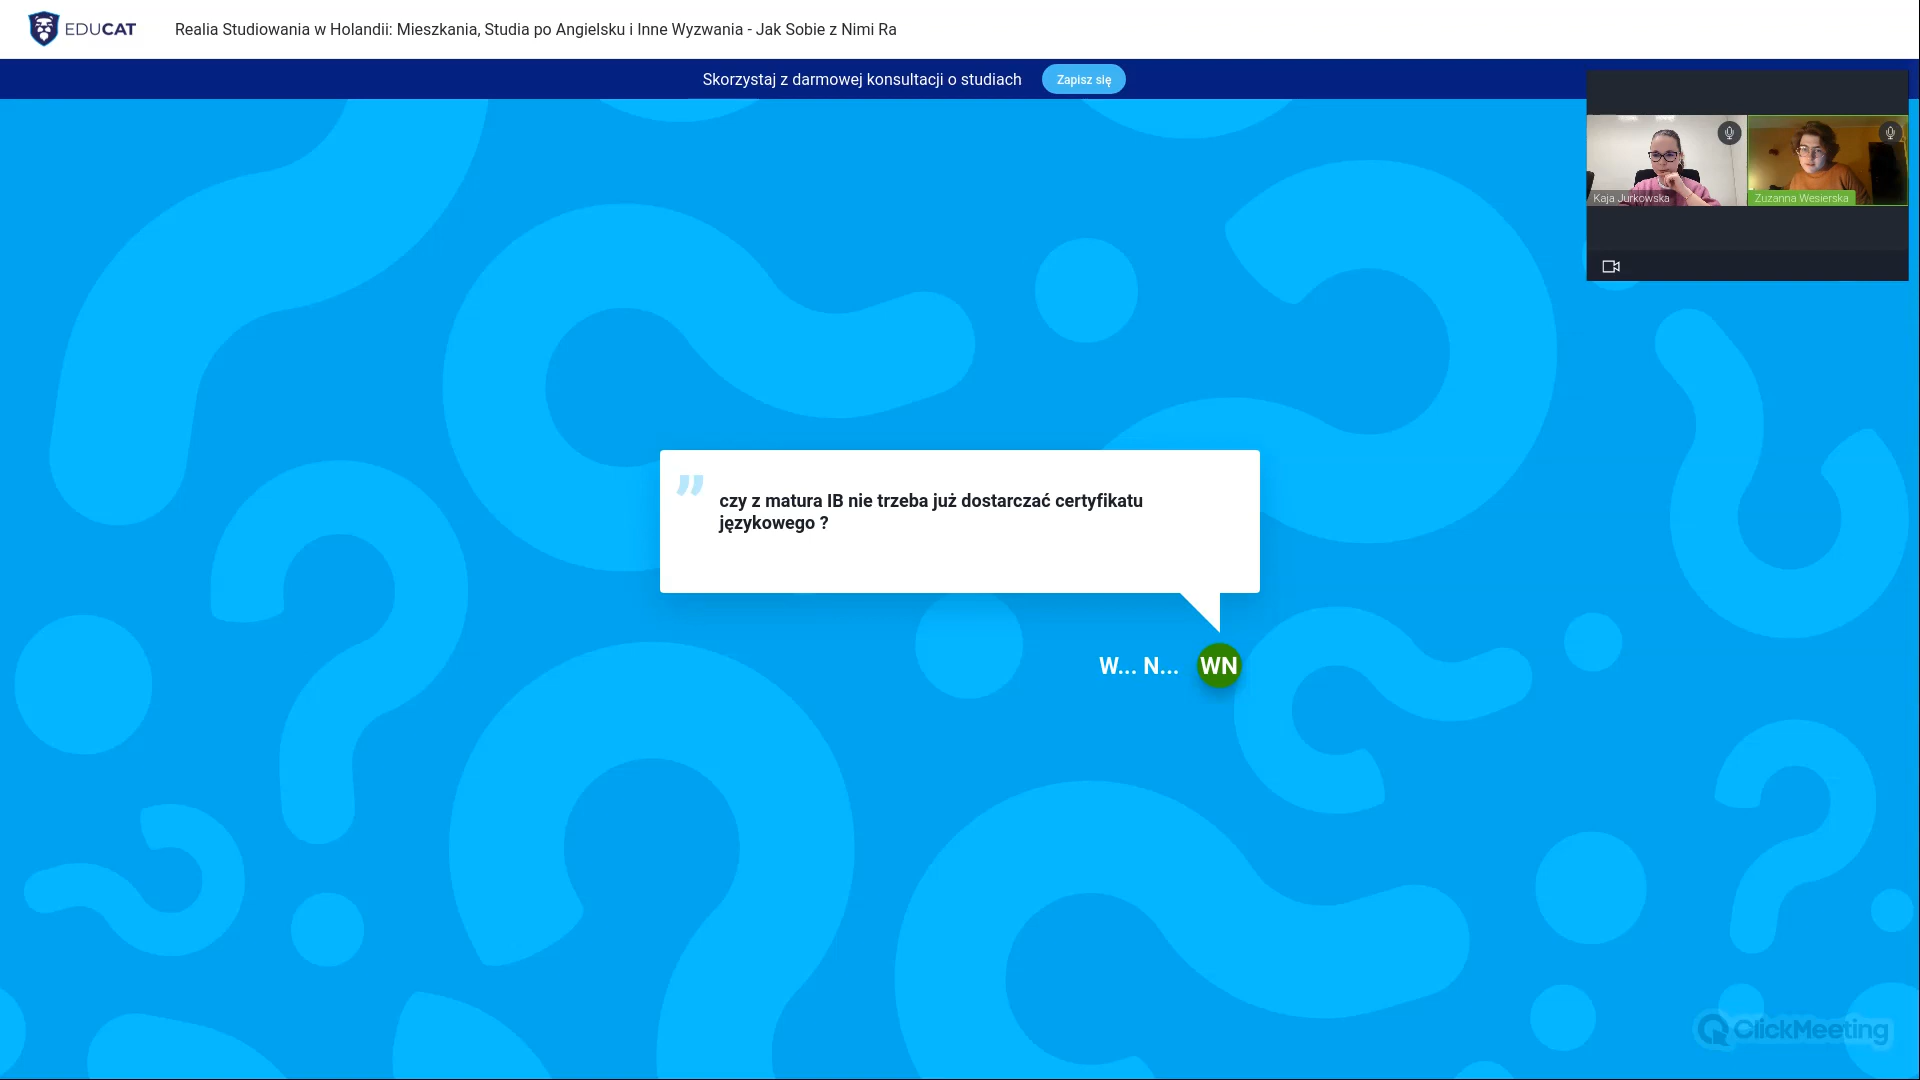 EDUCAT
Realia Studiowania w Holandii: Mieszkania, Studia po Angielsku i Inne Wyzwania - Jak Sobie z Nimi Ra
Skorzystaj z darmowej konsultacji o studiach
Zapisz się
Kaja Jurkowska
Zuzanna Wesierska
czy z matura IB nie trzeba już dostarczać certyfikatu
językowego ?
W... N...
WN
ClickMeeting